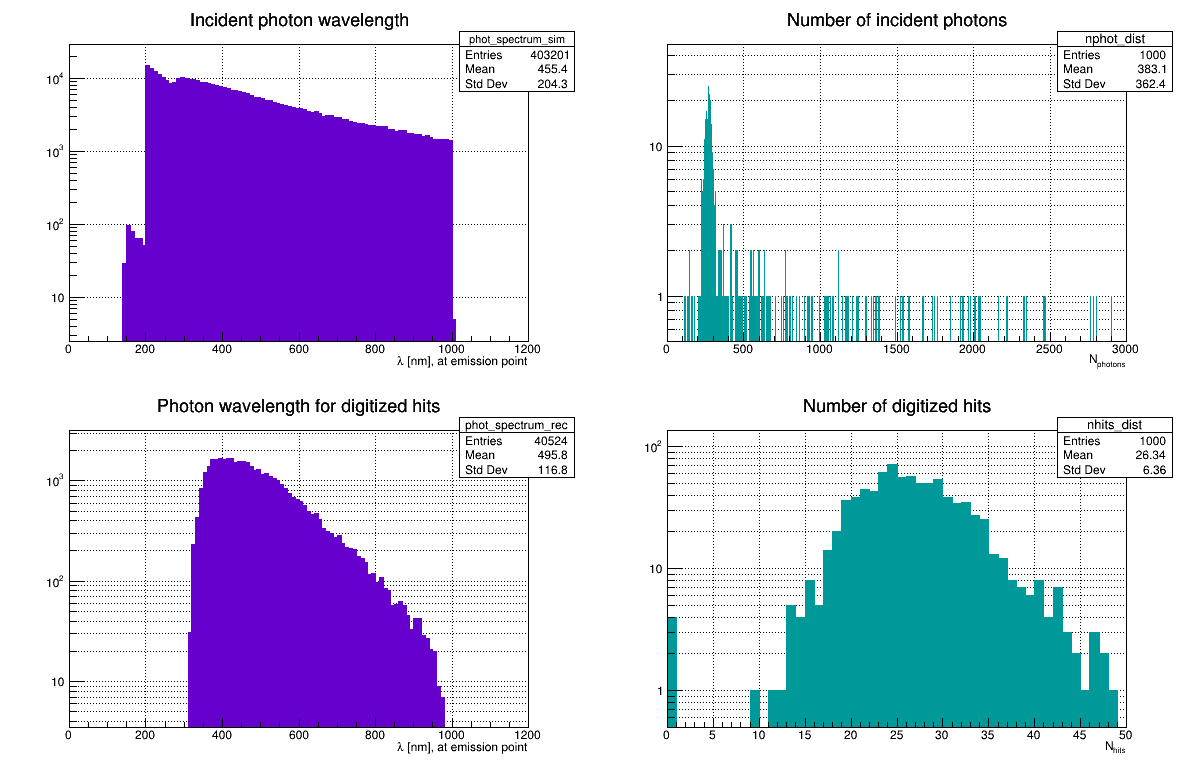 Incident photon wavelength
phot_spectrum_sim
Entries 403201
Mean 455.4
Std Dev 204.3
10^4
10^3
10^2
10
0 200 400 600 800 1000 1200
λ [nm], at emission point
Number of incident photons
nphot_dist
Entries 1000
Mean 383.1
Std Dev 362.4
10
1
0 500 1000 1500 2000 2500 3000
N_photons
Photon wavelength for digitized hits
phot_spectrum_rec
Entries 40524
Mean 495.8
Std Dev 116.8
10^3
10^2
10
0 200 400 600 800 1000 1200
λ [nm], at emission point
Number of digitized hits
nhits_dist
Entries 1000
Mean 26.34
Std Dev 6.36
10^2
10
1
0 5 10 15 20 25 30 35 40 45 50
N_hits